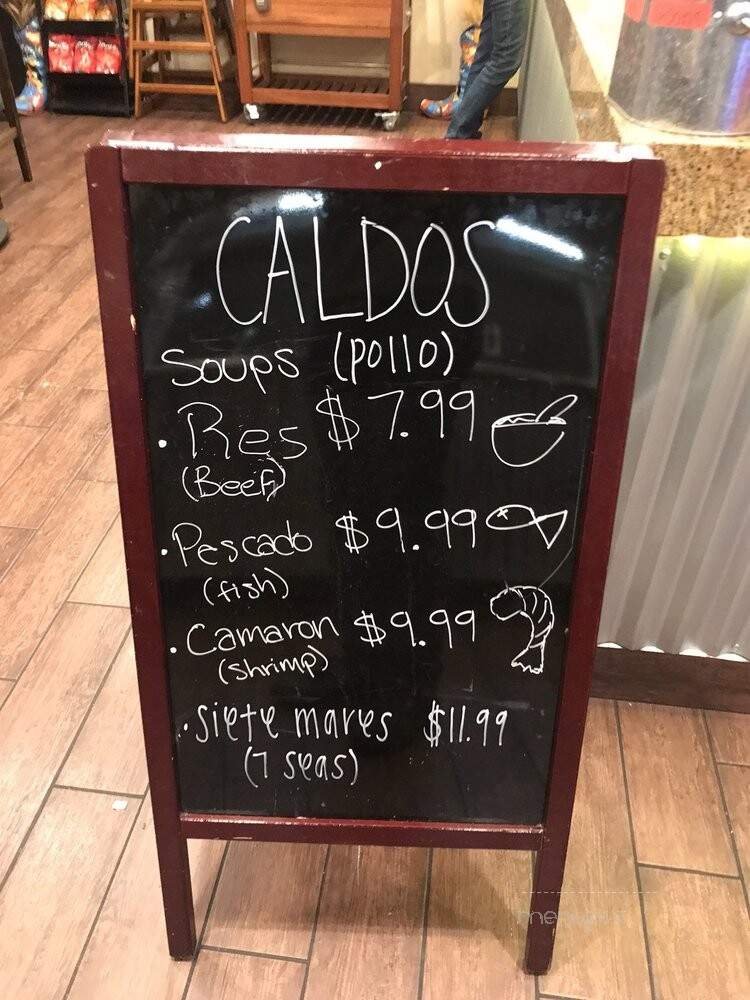 CALDOS
Soups (pollo)
• Res $7.99
(Beef)
• Pescado $9.99
(fish)
• Camaron $9.99
(shrimp)
• siete mares $11.99
(7 seas)